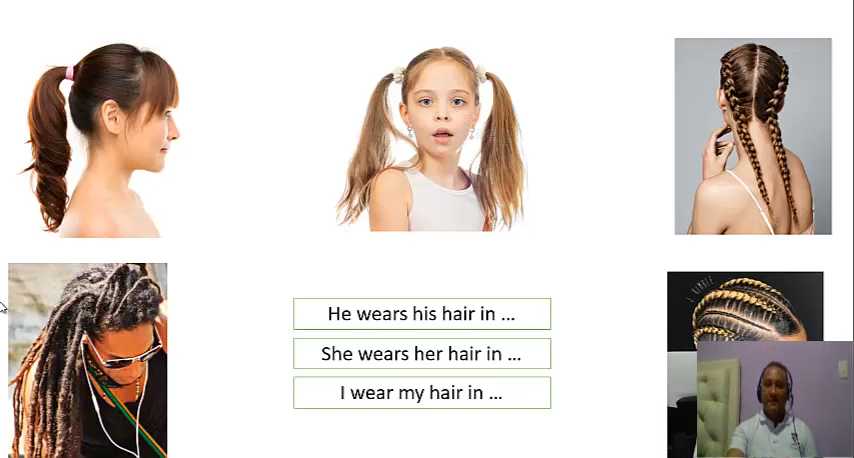 He wears his hair in ...
She wears her hair in ...
I wear my hair in ...